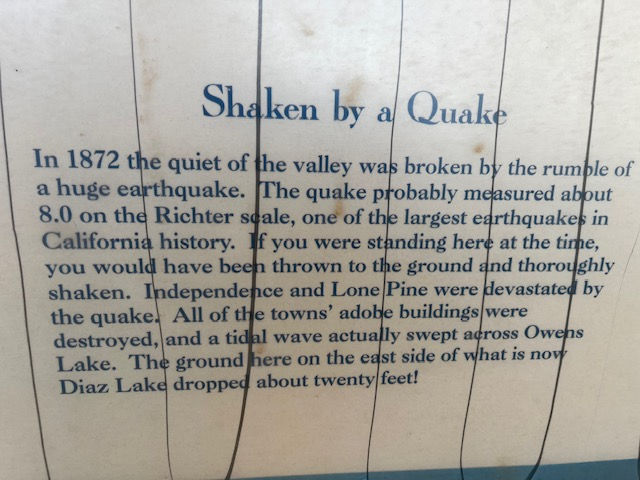 Shaken by a Quake
In 1872 the quiet of the valley was broken by the rumble of
a huge earthquake. The quake probably measured about
8.0 on the Richter scale, one of the largest earthquakes in
California history. If you were standing here at the time,
you would have been thrown to the ground and thoroughly
shaken. Independence and Lone Pine were devastated by
the quake. All of the towns' adobe buildings were
destroyed, and a tidal wave actually swept across Owens
Lake. The ground here on the east side of what is now
Diaz Lake dropped about twenty feet!